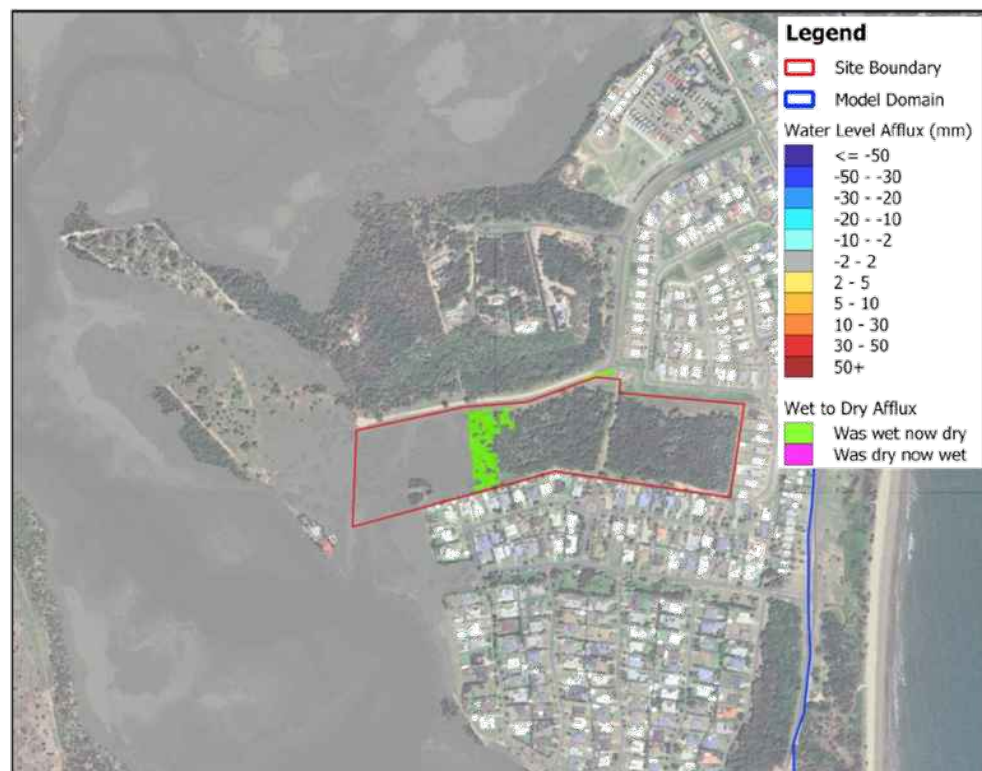 Legend
Site Boundary
Model Domain
Water Level Afflux (mm)
<= -50
-50 - -30
-30 - -20
-20 - -10
-10 - -2
-2 - 2
2 - 5
5 - 10
10 - 30
30 - 50
50+
Wet to Dry Afflux
Was wet now dry
Was dry now wet